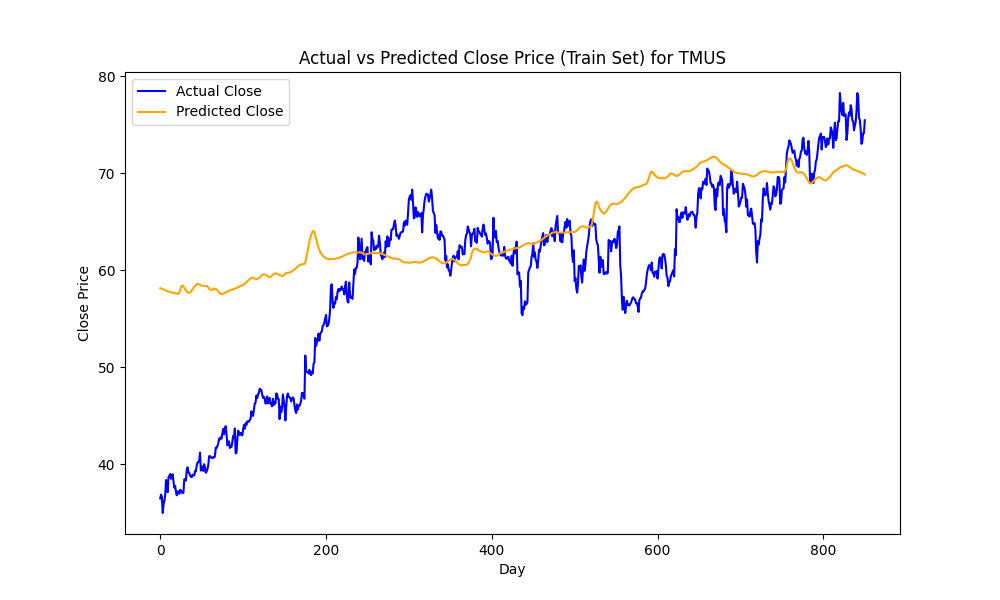 Actual vs Predicted Close Price (Train Set) for TMUS
Actual Close
Predicted Close
80
70
60
50
40
Close Price
0 200 400 600 800
Day